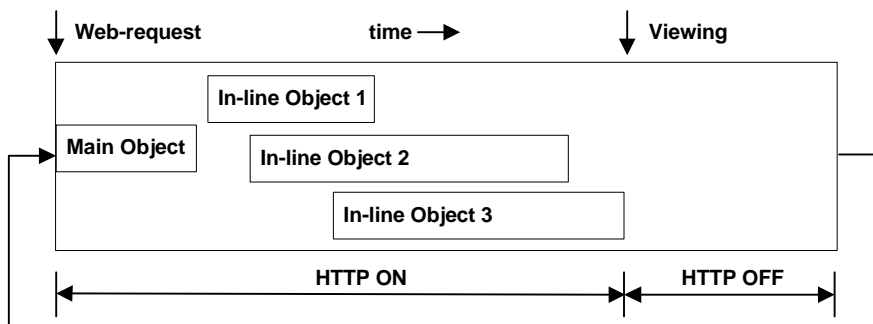 Web-request
time
Viewing
In-line Object 1
Main Object
In-line Object 2
In-line Object 3
HTTP ON
HTTP OFF